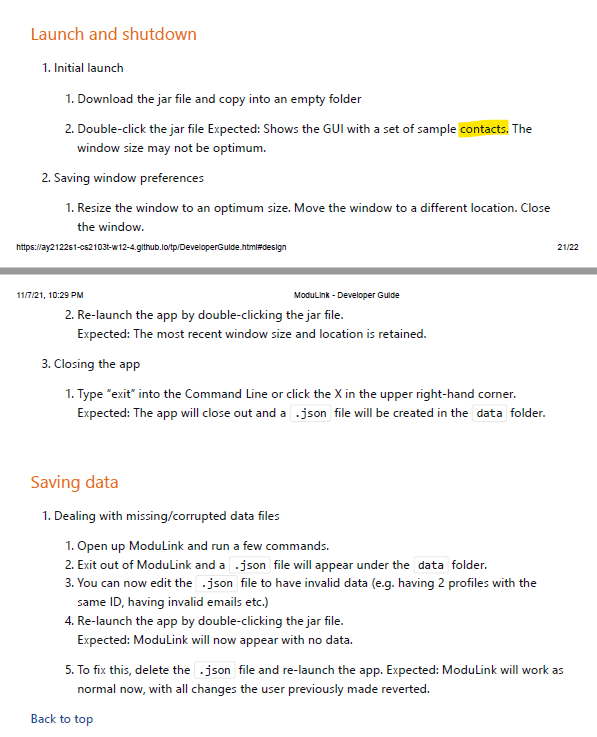 Launch and shutdown
1. Initial launch
1. Download the jar file and copy into an empty folder
2. Double-click the jar file Expected: Shows the GUI with a set of sample contacts. The
window size may not be optimum.
2. Saving window preferences
1. Resize the window to an optimum size. Move the window to a different location. Close
the window.
https://ay2122s1-cs2103t-w12-4.github.io/tp/DeveloperGuide.html#design 21/22
11/7/21, 10:29 PM ModuLink - Developer Guide
2. Re-launch the app by double-clicking the jar file.
Expected: The most recent window size and location is retained.
3. Closing the app
1. Type “exit” into the Command Line or click the X in the upper right-hand corner.
Expected: The app will close out and a .json file will be created in the data folder.
Saving data
1. Dealing with missing/corrupted data files
1. Open up ModuLink and run a few commands.
2. Exit out of ModuLink and a .json file will appear under the data folder.
3. You can now edit the .json file to have invalid data (e.g. having 2 profiles with the
same ID, having invalid emails etc.)
4. Re-launch the app by double-clicking the jar file.
Expected: ModuLink will now appear with no data.
5. To fix this, delete the .json file and re-launch the app. Expected: ModuLink will work as
normal now, with all changes the user previously made reverted.
Back to top